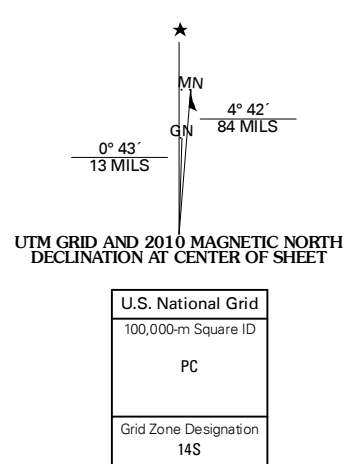 MN
4° 42´
84 MILS
GN
0° 43´
13 MILS
UTM GRID AND 2010 MAGNETIC NORTH
DECLINATION AT CENTER OF SHEET
U.S. National Grid
100,000-m Square ID
PC
Grid Zone Designation
14S